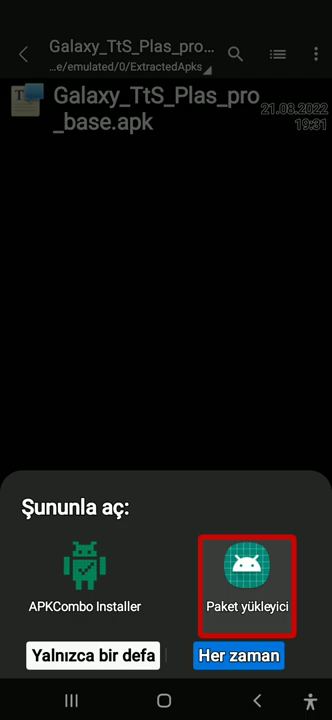 Galaxy_TtS_Plas_pro...
...e/emulated/0/ExtractedApks
Galaxy_TtS_Plas_pro
_base.apk
21.08.2022
19:31
Şununla aç:
APKCombo Installer
Paket yükleyici
Yalnızca bir defa
Her zaman